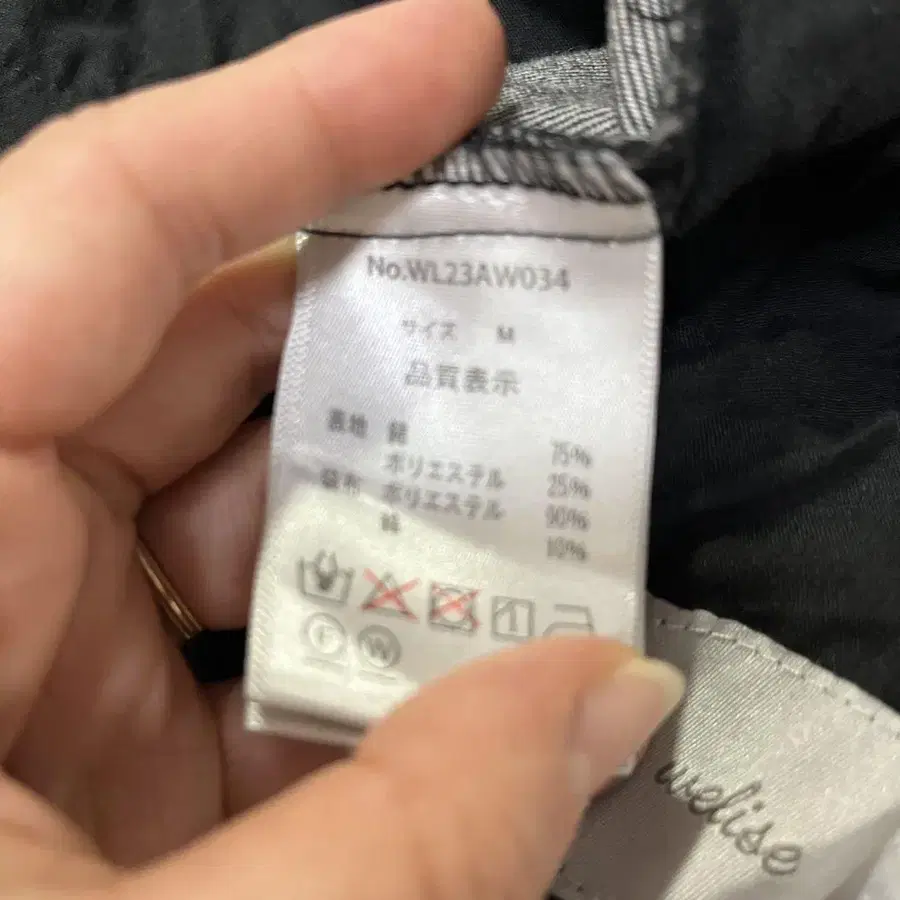 No.WL23AW034
サイズ M
品質表示
表地 綿 75%
ポリエステル 25%
袋布 ポリエステル 90%
綿 10%
F W
welise